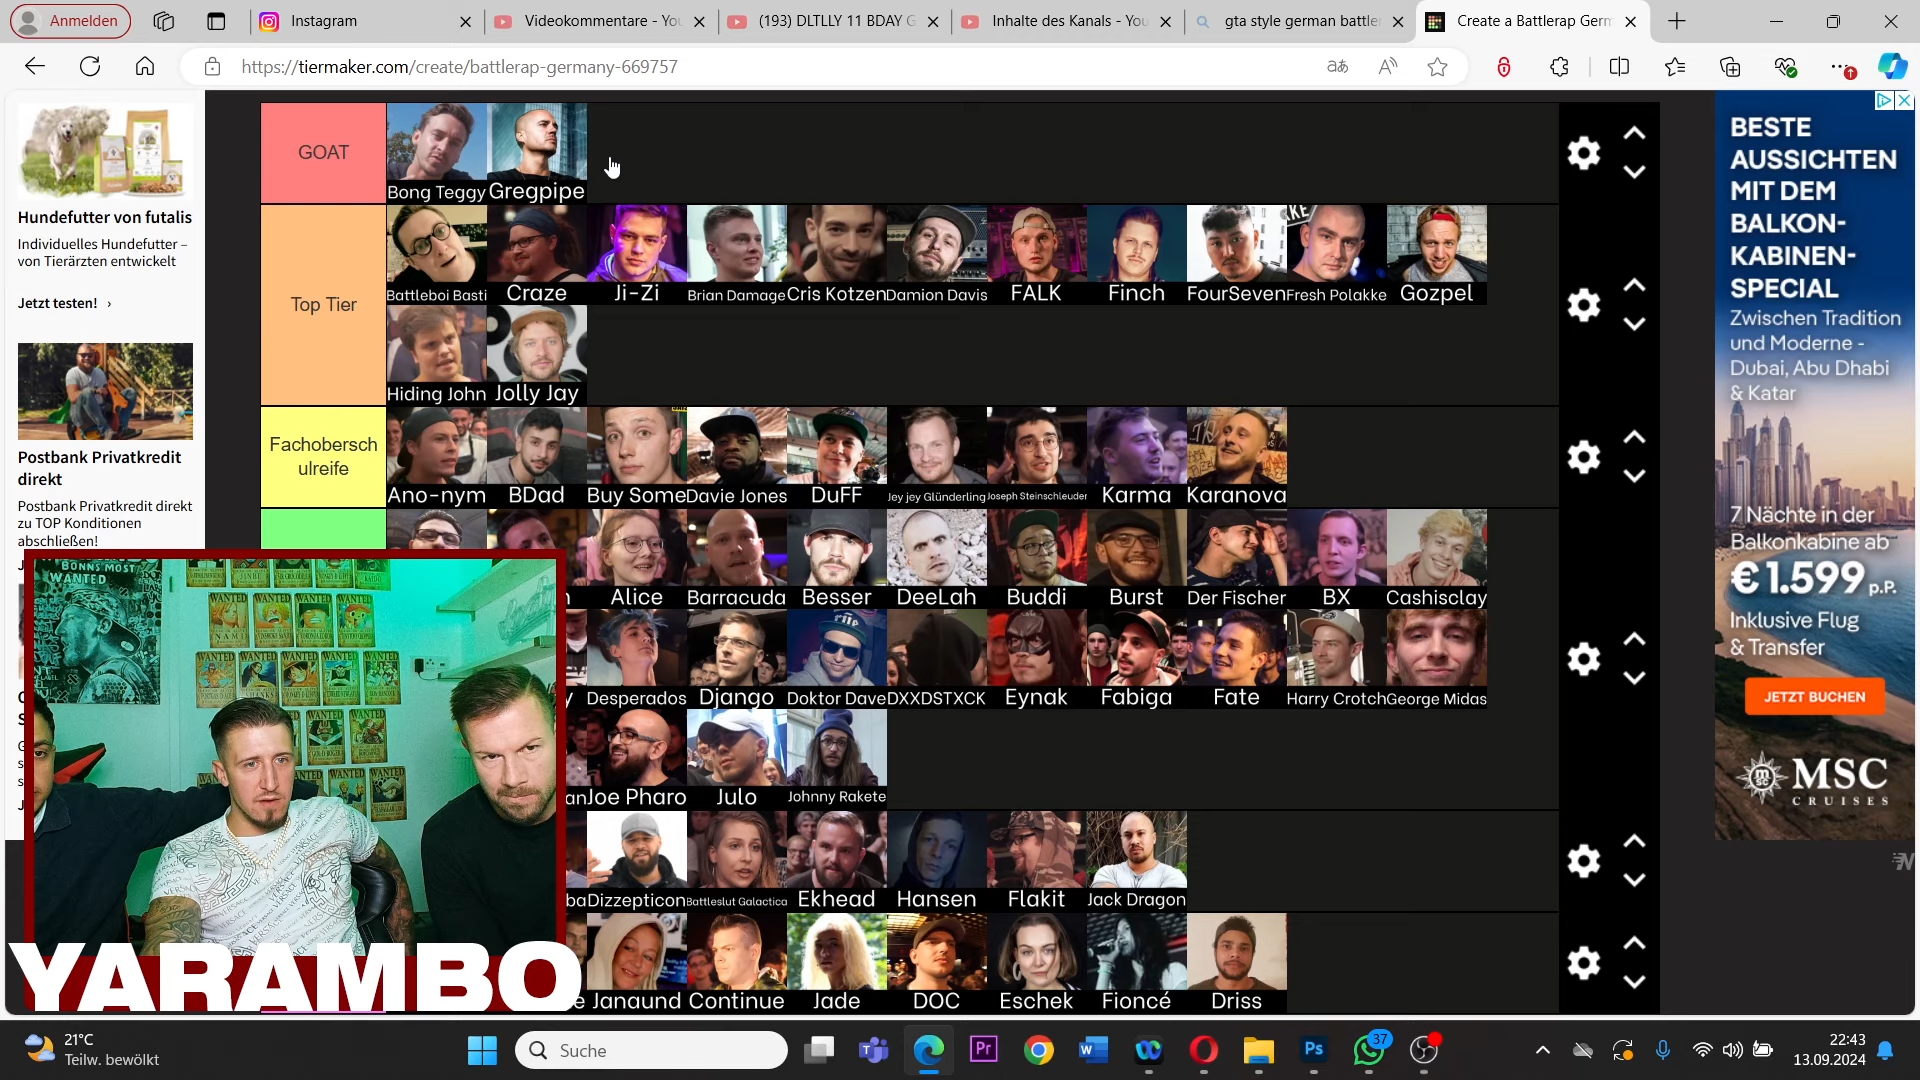 Anmelden
Instagram
Videokommentare - You
(193) DLTLLY 11 BDAY G
Inhalte des Kanals - You
gta style german battler
Create a Battlerap Germ
https://tiermaker.com/create/battlerap-germany-669757
Hundefutter von futalis
Individuelles Hundefutter –
von Tierärzten entwickelt
Jetzt testen! ›
Postbank Privatkredit
direkt
Postbank Privatkredit direkt
zu TOP Konditionen
abschließen!
GOAT
Bong Teggy Gregpipe
Top Tier
Battleboi Basti Craze Ji-Zi Brian Damage Cris Kotzen Damion Davis FALK Finch FourSeven Fresh Polakke Gozpel
Hiding John Jolly Jay
Fachobersch
ulreife
Ano-nym BDad Buy Some Davie Jones DuFF Jey jey Glünderling Joseph Steinschleuder Karma Karanova
Alice Barracuda Besser DeeLah Buddi Burst Der Fischer BX Cashisclay
Desperados Django Doktor Dave DXXDSTXCK Eynak Fabiga Fate Harry Crotch George Midas
an Joe Pharo Julo Johnny Rakete
ba Dizzepticon Battleslut Galactica Ekhead Hansen Flakit Jack Dragon
e Janaund Continue Jade DOC Eschek Fioncé Driss
BONNS MOST
WANTED
WANTED WANTED WANTED WANTED
YARAMBO
BESTE
AUSSICHTEN
MIT DEM
BALKON-
KABINEN-
SPECIAL
Zwischen Tradition
und Moderne -
Dubai, Abu Dhabi
& Katar
7 Nächte in der
Balkonkabine ab
€ 1.599 p.P.
Inklusive Flug
& Transfer
JETZT BUCHEN
MSC
CRUISES
21°C
Teilw. bewölkt
Suche
37
22:43
13.09.2024